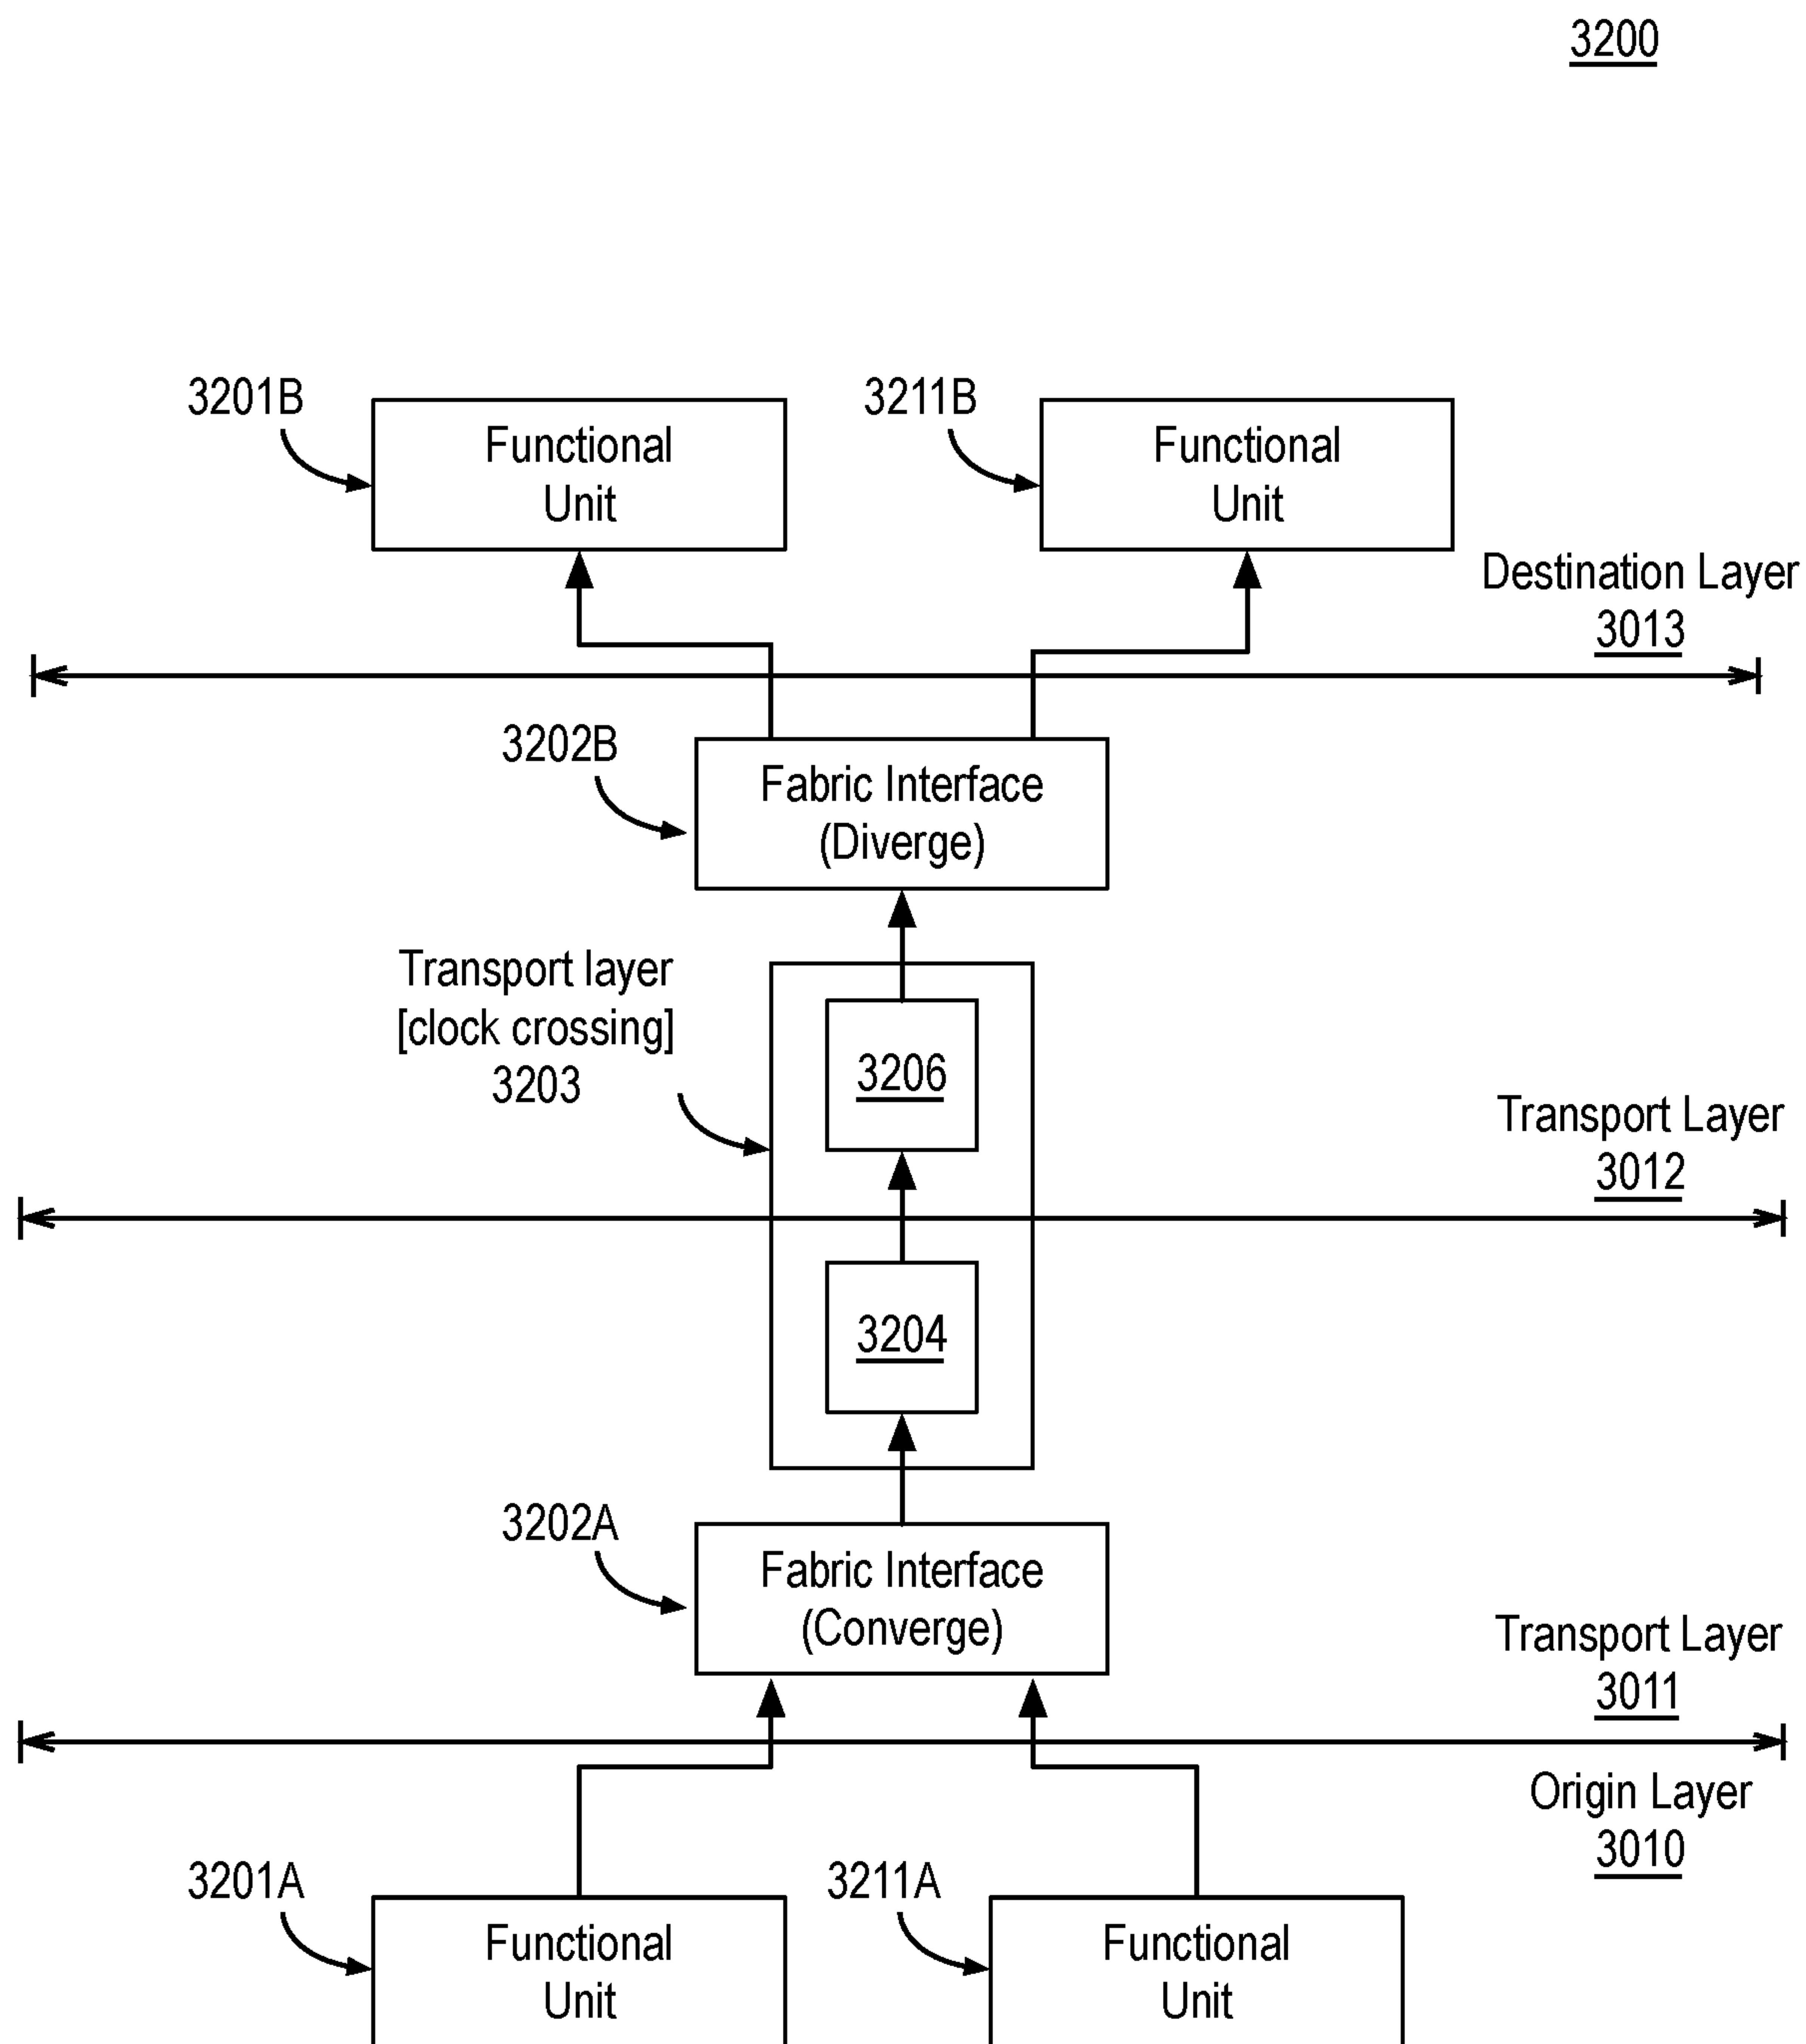 3200
3201B
3211B
Functional
Unit
Functional
Unit
Destination Layer
3013
3202B
Fabric Interface
(Diverge)
Transport layer
[clock crossing]
3203
3206
Transport Layer
3012
3204
3202A
Fabric Interface
(Converge)
Transport Layer
3011
Origin Layer
3010
3201A
3211A
Functional
Unit
Functional
Unit